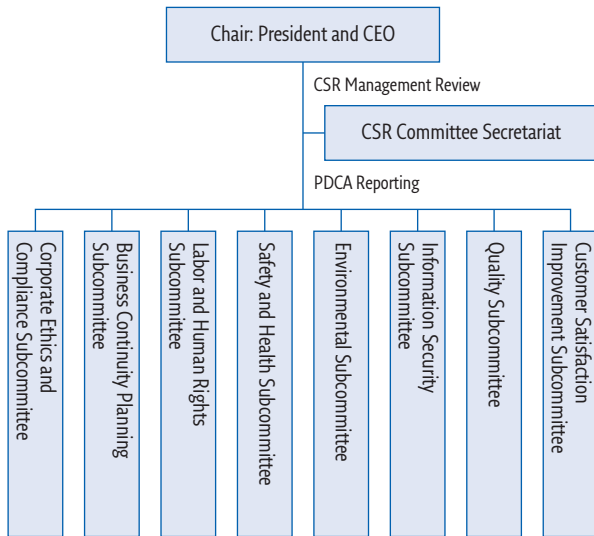 Chair: President and CEO
CSR Management Review
CSR Committee Secretariat
PDCA Reporting
Corporate Ethics and
Compliance Subcommittee
Business Continuity Planning
Subcommittee
Labor and Human Rights
Subcommittee
Safety and Health Subcommittee
Environmental Subcommittee
Information Security
Subcommittee
Quality Subcommittee
Customer Satisfaction
Improvement Subcommittee